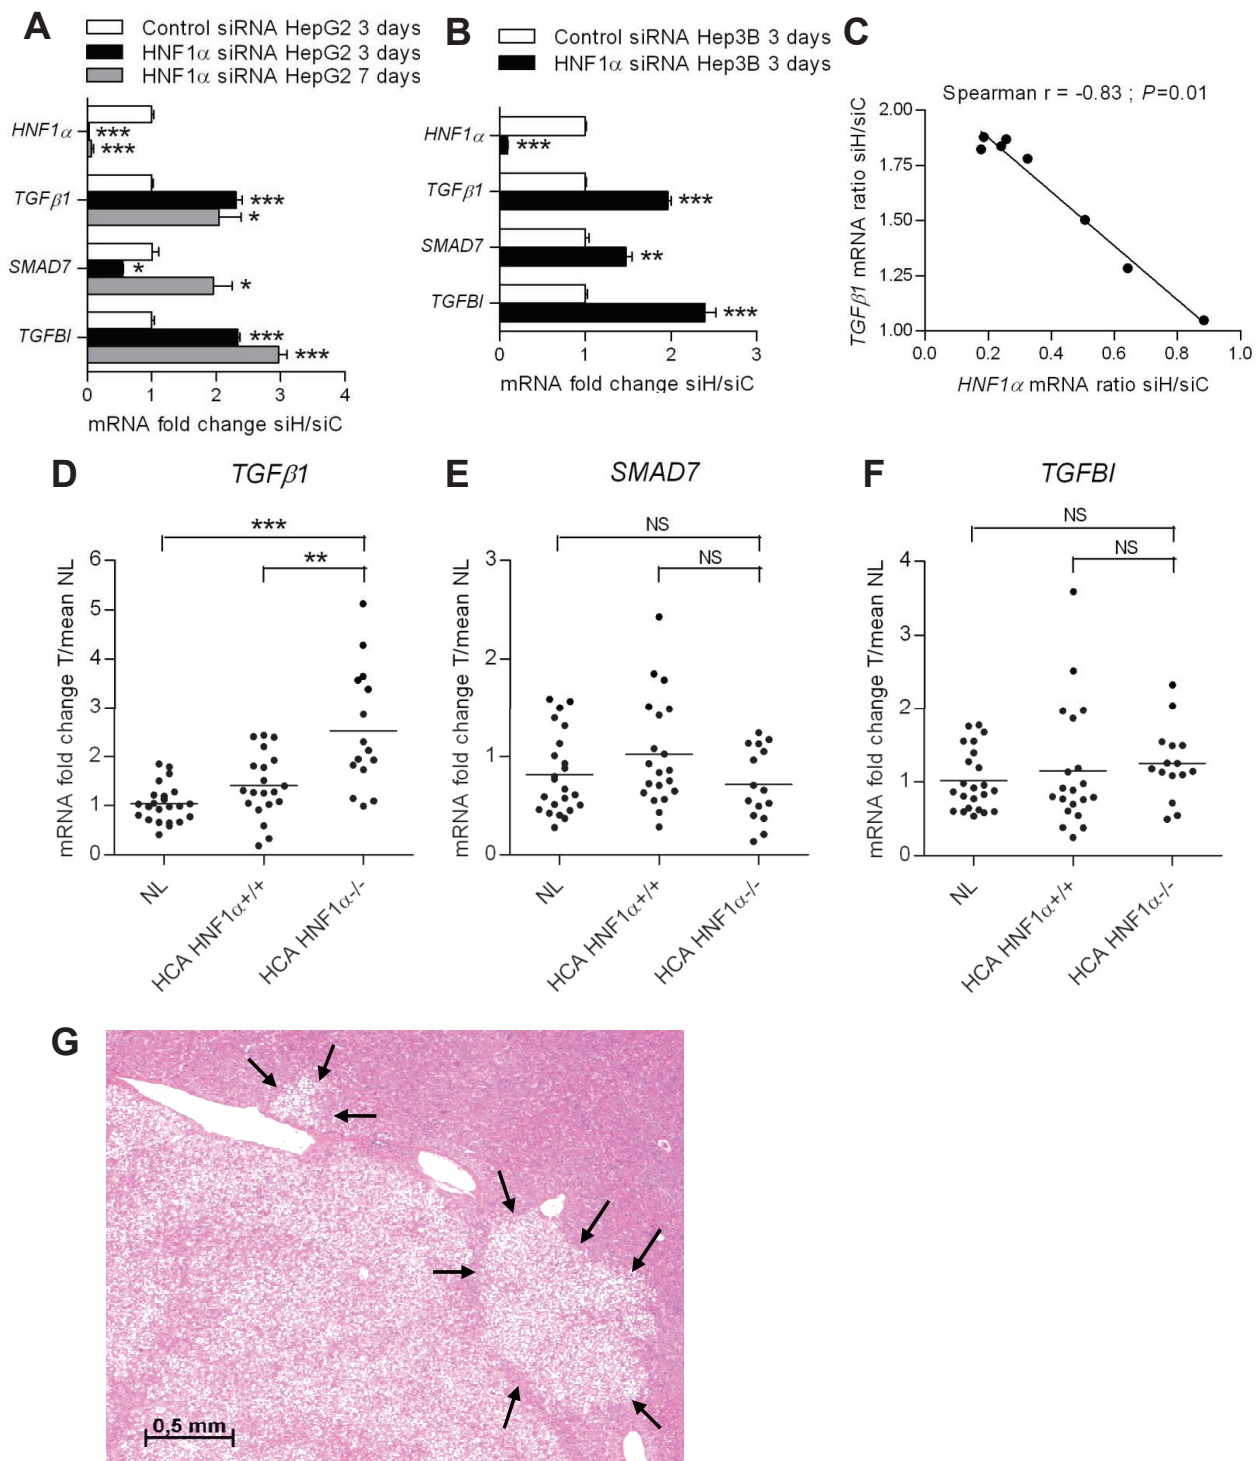 A
Control siRNA HepG2 3 days
HNF1α siRNA HepG2 3 days
HNF1α siRNA HepG2 7 days
HNF1α
***
***
TGFβ1
***
*
SMAD7
*
*
TGFBI
***
***
0 1 2 3 4
mRNA fold change siH/siC
B
Control siRNA Hep3B 3 days
HNF1α siRNA Hep3B 3 days
HNF1α
***
TGFβ1
***
SMAD7
**
TGFBI
***
0 1 2 3
mRNA fold change siH/siC
C
Spearman r = -0.83 ; P=0.01
TGFβ1 mRNA ratio siH/siC
2.00
1.75
1.50
1.25
1.00
0.0 0.2 0.4 0.6 0.8 1.0
HNF1α mRNA ratio siH/siC
D
TGFβ1
***
**
mRNA fold change T/mean NL
6
5
4
3
2
1
0
NL
HCA HNF1α+/+
HCA HNF1α-/-
E
SMAD7
NS
NS
mRNA fold change T/mean NL
3
2
1
0
NL
HCA HNF1α+/+
HCA HNF1α-/-
F
TGFBI
NS
NS
mRNA fold change T/mean NL
4
3
2
1
0
NL
HCA HNF1α+/+
HCA HNF1α-/-
G
0,5 mm